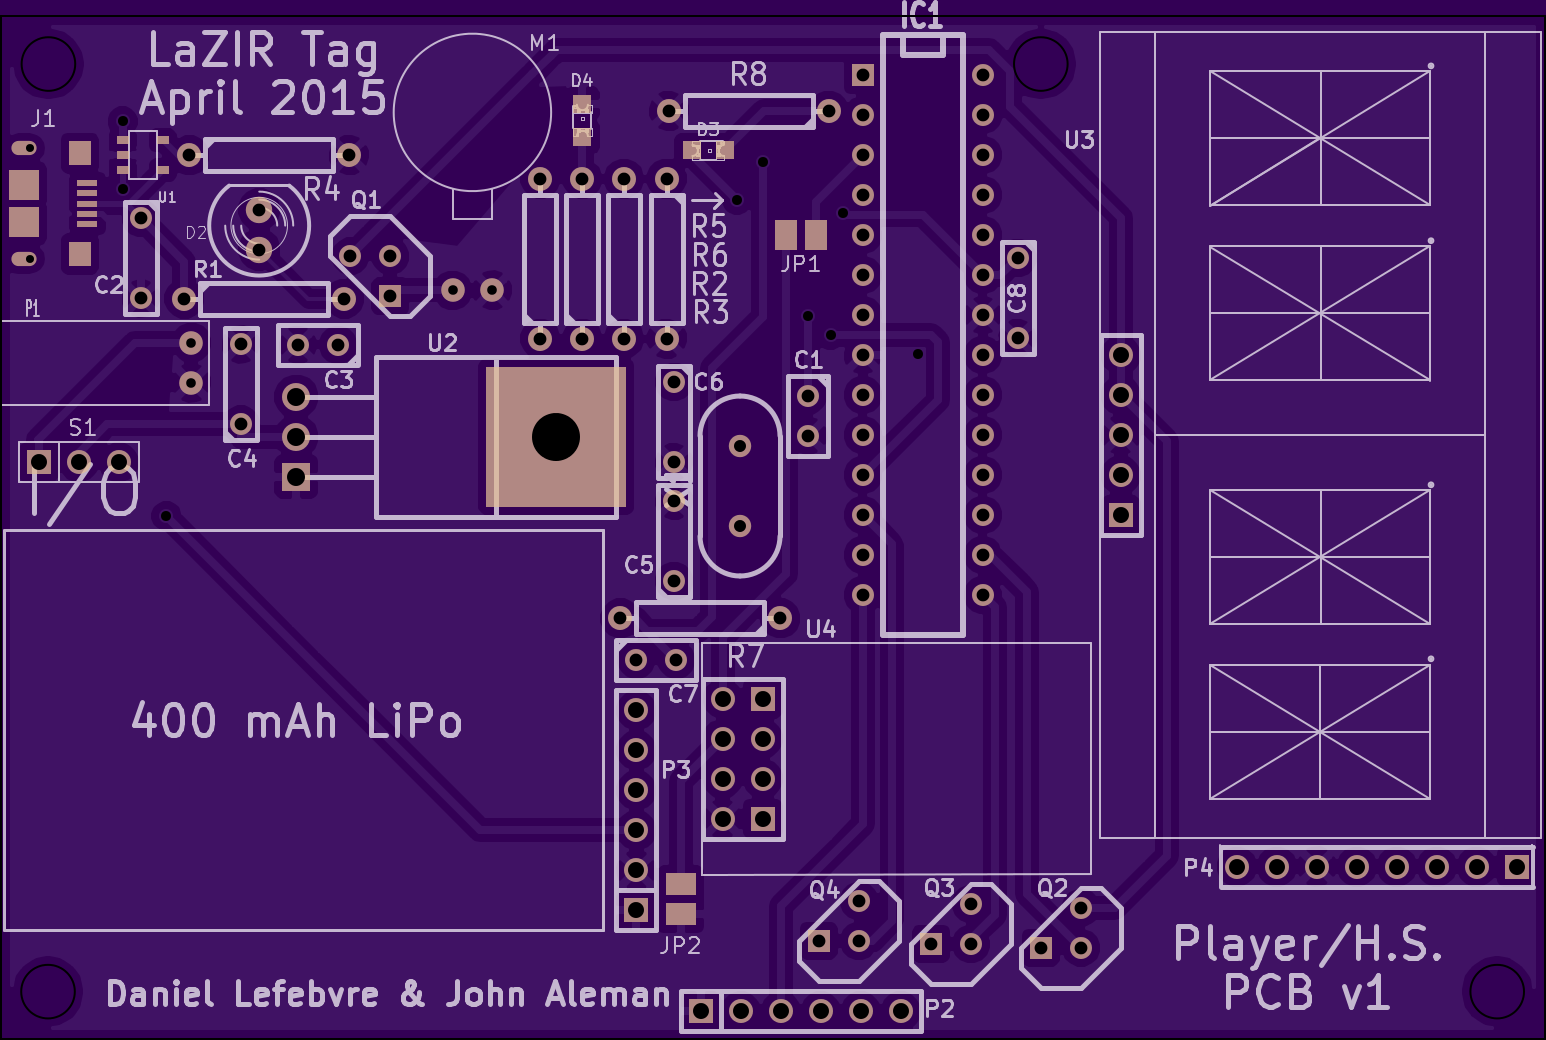 IC1
LaZIR Tag
April 2015
M1
D4
R8
J1
D3
U3
R4
U1
Q1
D2
R5
R6
R2
R3
JP1
R1
C2
C8
P1
U2
C1
C3
C6
S1
C4
1/0
C5
U4
R7
C7
400 mAh LiPo
P3
P4
Q4
Q3
Q2
JP2
Player/H.S.
PCB v1
Daniel Lefebvre & John Aleman
P2